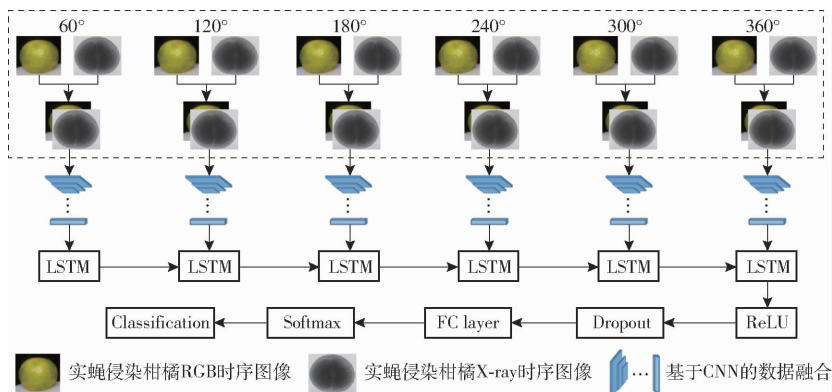 60° 120° 180° 240° 300° 360°
LSTM LSTM LSTM LSTM LSTM LSTM
Classification Softmax FC layer Dropout ReLU
实蝇侵染柑橘RGB时序图像 实蝇侵染柑橘X-ray时序图像 基于CNN的数据融合